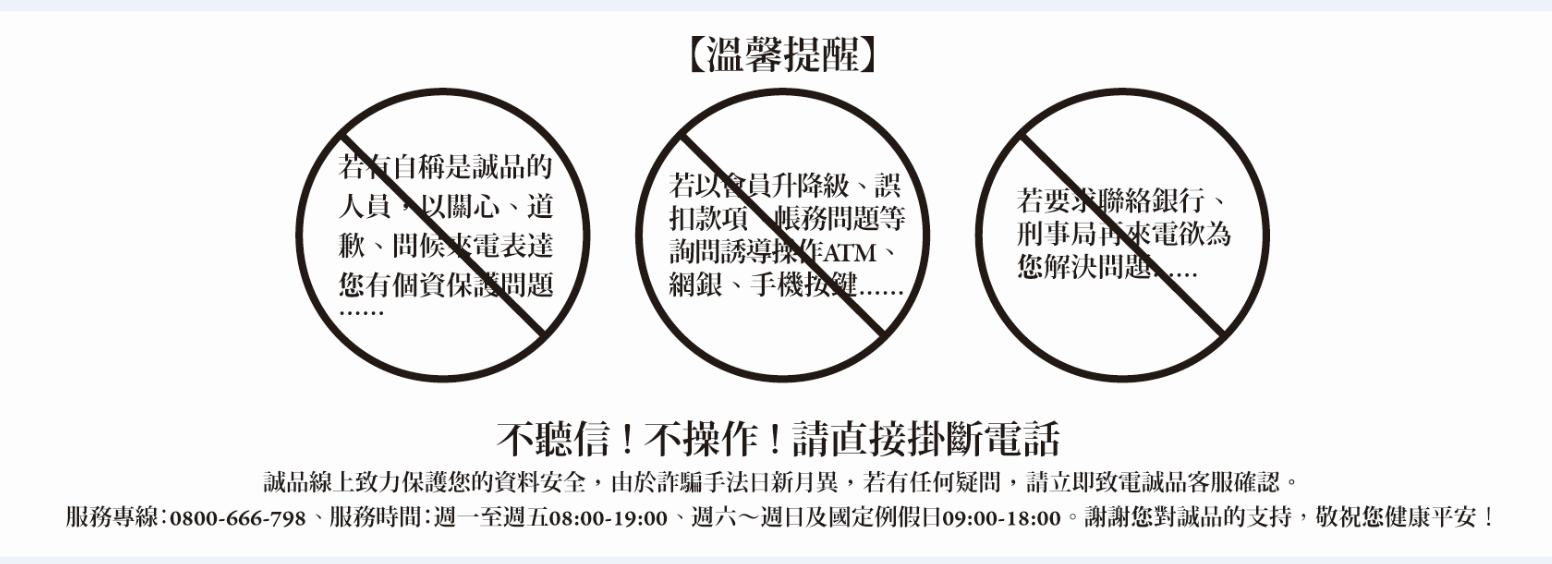 【溫馨提醒】
若有自稱是誠品的
人員，以關心、道
歉、問候來電表達
您有個資保護問題
……
若以會員升降級、誤
扣款項、帳務問題等
詢問誘導操作ATM、
網銀、手機按鍵……
若要求聯絡銀行、
刑事局再來電欲為
您解決問題……
不聽信！不操作！請直接掛斷電話
誠品線上致力保護您的資料安全，由於詐騙手法日新月異，若有任何疑問，請立即致電誠品客服確認。
服務專線：0800-666-798、服務時間：週一至週五08:00-19:00、週六～週日及國定例假日09:00-18:00。謝謝您對誠品的支持，敬祝您健康平安！